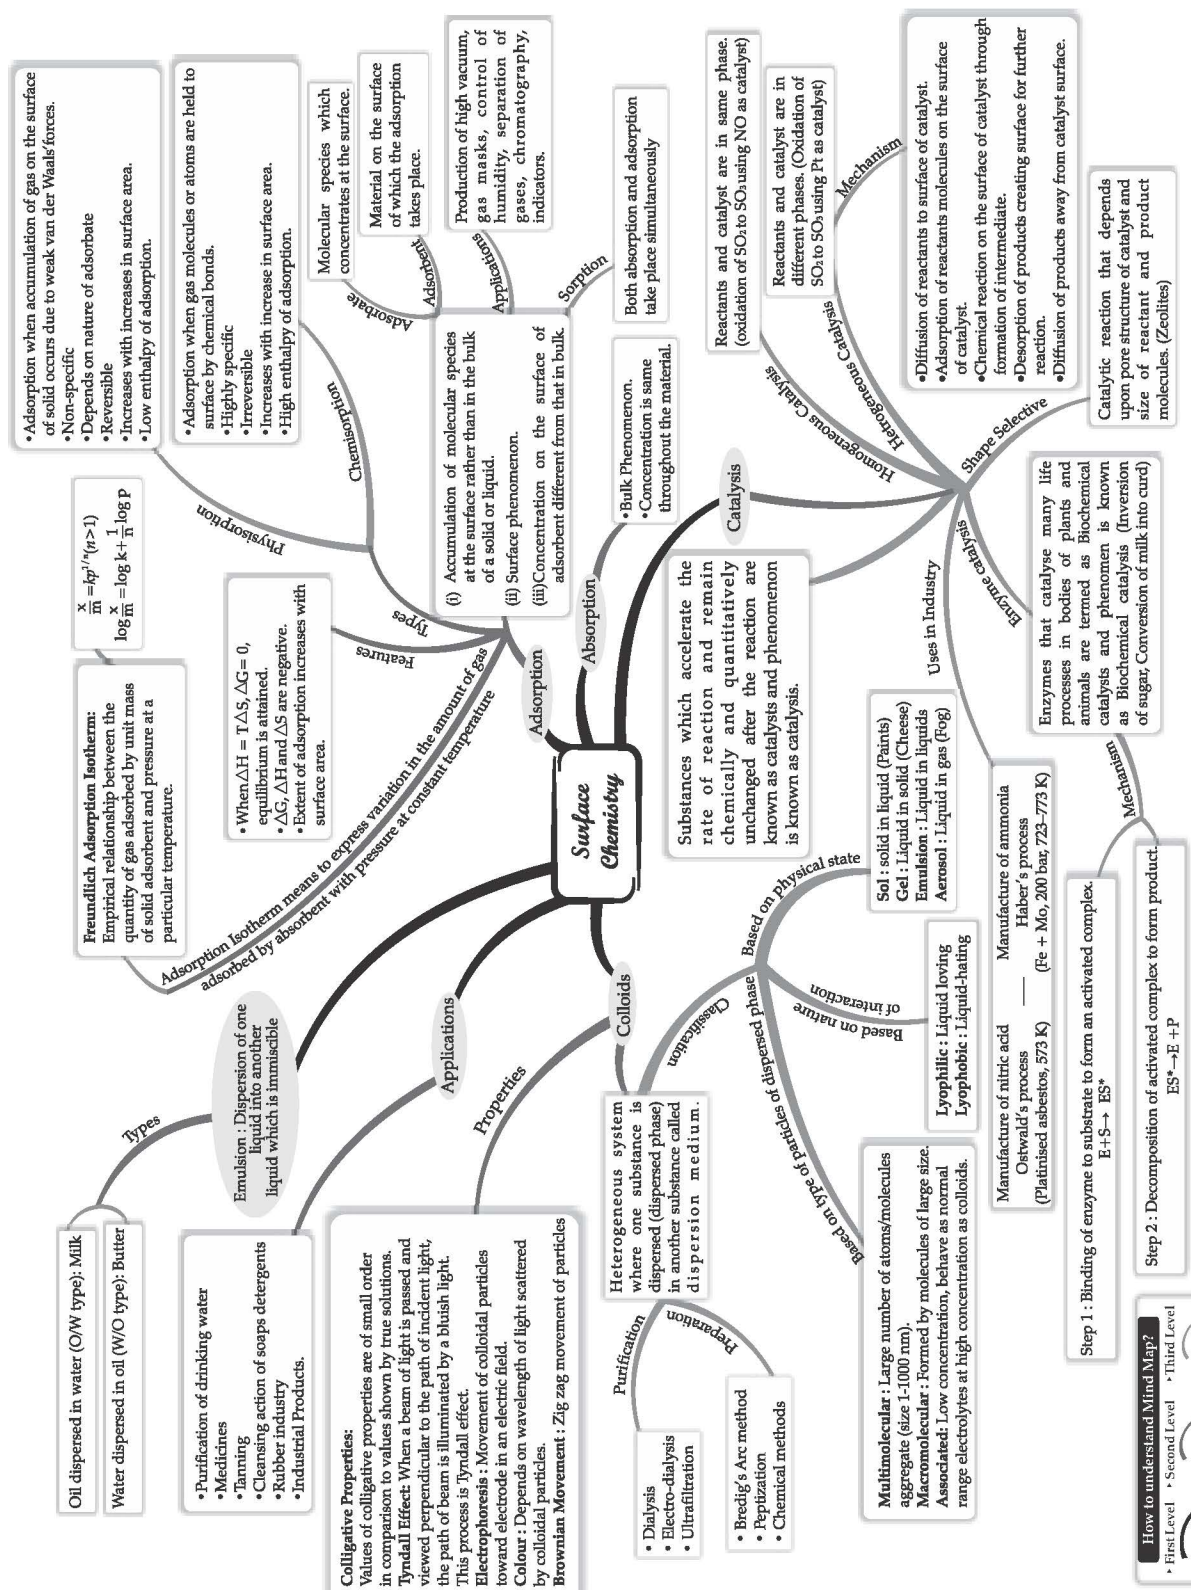 Surface
Chemistry
Adsorption
(i) Accumulation of molecular species
at the surface rather than in the bulk
of a solid or liquid.
(ii) Surface phenomenon.
(iii)Concentration on the surface of
adsorbent different from that in bulk.
Adsorbate
Molecular species which
concentrates at the surface.
Adsorbent
Material on the surface
of which the adsorption
takes place.
Applications
Production of high vacuum,
gas masks, control of
humidity, separation of
gases, chromatography,
indicators.
Sorption
Both absorption and adsorption
take place simultaneously
Types
Physisorption
•Adsorption when accumulation of gas on the surface
of solid occurs due to weak van der Waals'forces.
•Non-specific
•Depends on nature of adsorbate
•Reversible
•Increases with increases in surface area.
•Low enthalpy of adsorption.
Chemisorption
•Adsorption when gas molecules or atoms are held to
surface by chemical bonds.
•Highly specific
•Irreversible
•Increases with increase in surface area.
•High enthalpy of adsorption.
Features
•When △H = T△S, △G= 0,
equilibrium is attained.
•△G, △H and △S are negative.
•Extent of adsorption increases with
surface area.
Adsorption Isotherm means to express variation in the amount of gas
adsorbed by absorbent with pressure at constant temperature
Freundlich Adsorption Isotherm:
Empirical relationship between the
quantity of gas adsorbed by unit mass
of solid adsorbent and pressure at a
particular temperature.
x/m = kp^1/n (n>1)
log x/m = log k+ 1/n log p
Absorption
•Bulk Phenomenon.
•Concentration is same
throughout the material.
Catalysis
Substances which accelerate the
rate of reaction and remain
chemically and quantitatively
unchanged after the reaction are
known as catalysts and phenomenon
is known as catalysis.
Homogeneous Catalysis
Reactants and catalyst are in same phase.
(oxidation of SO₂ to SO₃ using NO as catalyst)
Hetrogeneous Catalysis
Reactants and catalyst are in
different phases. (Oxidation of
SO₂ to SO₃ using Pt as catalyst)
Mechanism
•Diffusion of reactants to surface of catalyst.
•Adsorption of reactants molecules on the surface
of catalyst.
•Chemical reaction on the surface of catalyst through
formation of intermediate.
•Desorption of products creating surface for further
reaction.
•Diffusion of products away from catalyst surface.
Shape Selective
Catalytic reaction that depends
upon pore structure of catalyst and
size of reactant and product
molecules. (Zeolites)
Enzyme catalysis
Enzymes that catalyse many life
processes in bodies of plants and
animals are termed as Biochemical
catalysts and phenomen is known
as Biochemical catalysis (Inversion
of sugar, Conversion of milk into curd)
Mechanism
Step 1 : Binding of enzyme to substrate to form an activated complex.
E+S→ ES*
Step 2 : Decomposition of activated complex to form product.
ES*→E +P
Uses in Industry
Manufacture of nitric acid —— Manufacture of ammonia
Ostwald's process Haber's process
(Platinised asbestos, 573 K) (Fe + Mo, 200 bar, 723–773 K)
Colloids
Heterogeneous system
where one substance is
dispersed (dispersed phase)
in another substance called
dispersion medium.
Classification
Based on physical state
Sol : solid in liquid (Paints)
Gel : Liquid in solid (Cheese)
Emulsion : Liquid in liquids
Aerosol : Liquid in gas (Fog)
Based on nature
of interaction
Lyophillic : Liquid loving
Lyophobic : Liquid-hating
Based on type of particles of dispersed phase
Multimolecular : Large number of atoms/molecules
aggregate (size 1-1000 nm).
Macromolecular : Formed by molecules of large size.
Associated: Low concentration, behave as normal
range electrolytes at high concentration as colloids.
Purification
• Dialysis
• Electro-dialysis
• Ultrafiltration
Preparation
• Bredig's Arc method
• Peptization
• Chemical methods
Properties
Colligative Properties:
Values of colligative properties are of small order
in comparison to values shown by true solutions.
Tyndall Effect: When a beam of light is passed and
viewed perpendicular to the path of incident light,
the path of beam is illuminated by a bluish light.
This process is Tyndall effect.
Electrophoresis : Movement of colloidal particles
toward electrode in an electric field.
Colour : Depends on wavelength of light scattered
by colloidal particles.
Brownian Movement : Zig zag movement of particles
Applications
•Purification of drinking water
•Medicines
•Tanning
•Cleansing action of soaps detergents
•Rubber industry
•Industrial Products.
Emulsion : Dispersion of one
liquid into another
liquid which is immiscible
Types
Oil dispersed in water (O/W type): Milk
Water dispersed in oil (W/O type): Butter
How to understand Mind Map?
▸ First Level ▸ Second Level ▸ Third Level